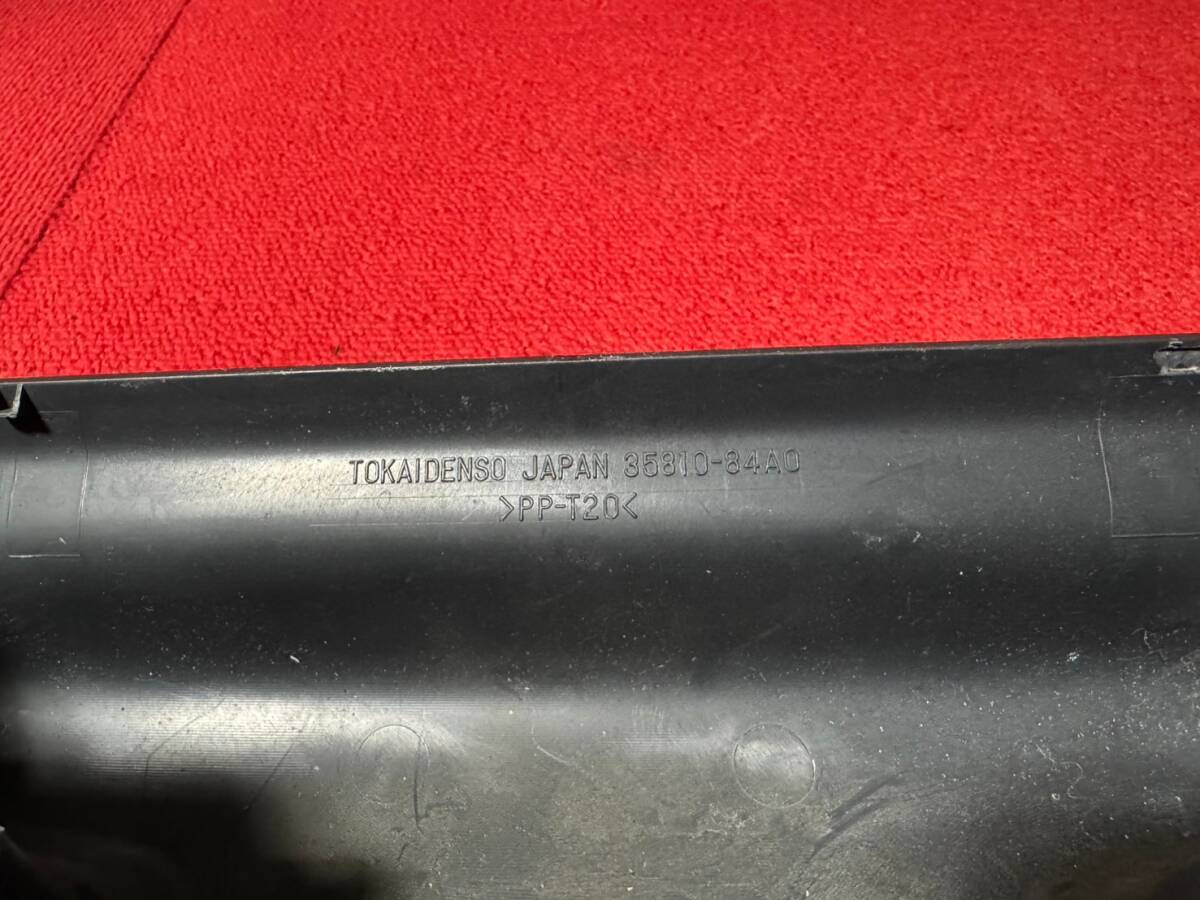 TOKAIDENSO JAPAN 35810-84A0
>PP-T20<